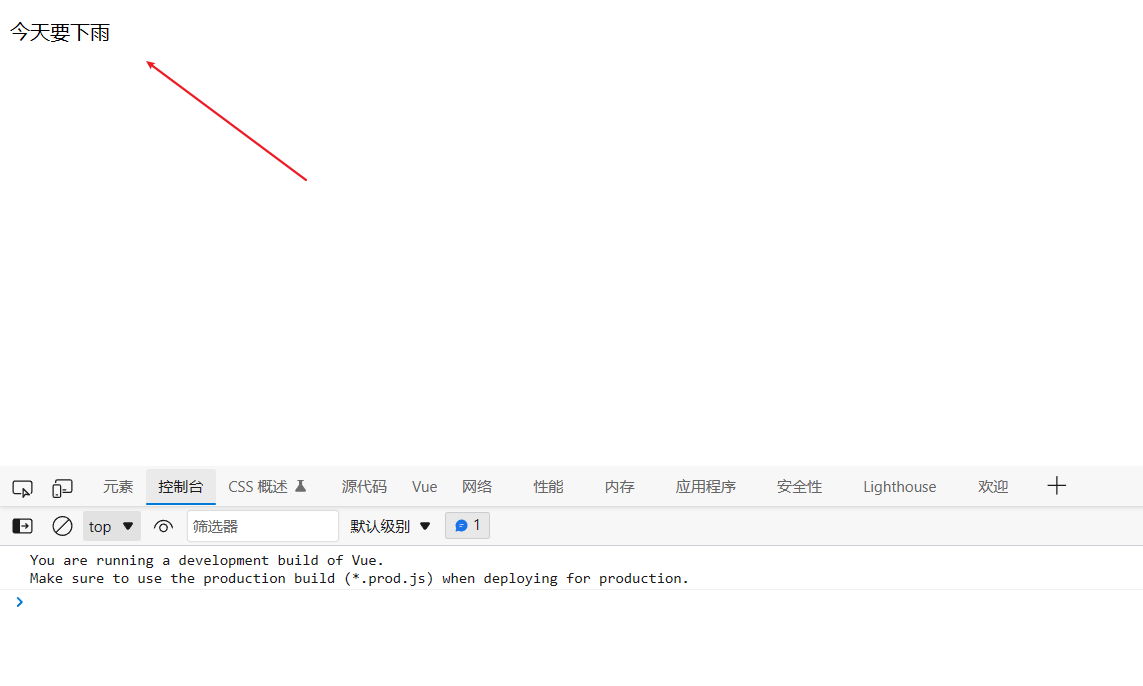 今天要下雨
元素 控制台 CSS 概述 源代码 Vue 网络 性能 内存 应用程序 安全性 Lighthouse 欢迎
top 筛选器 默认级别 1
You are running a development build of Vue.
Make sure to use the production build (*.prod.js) when deploying for production.